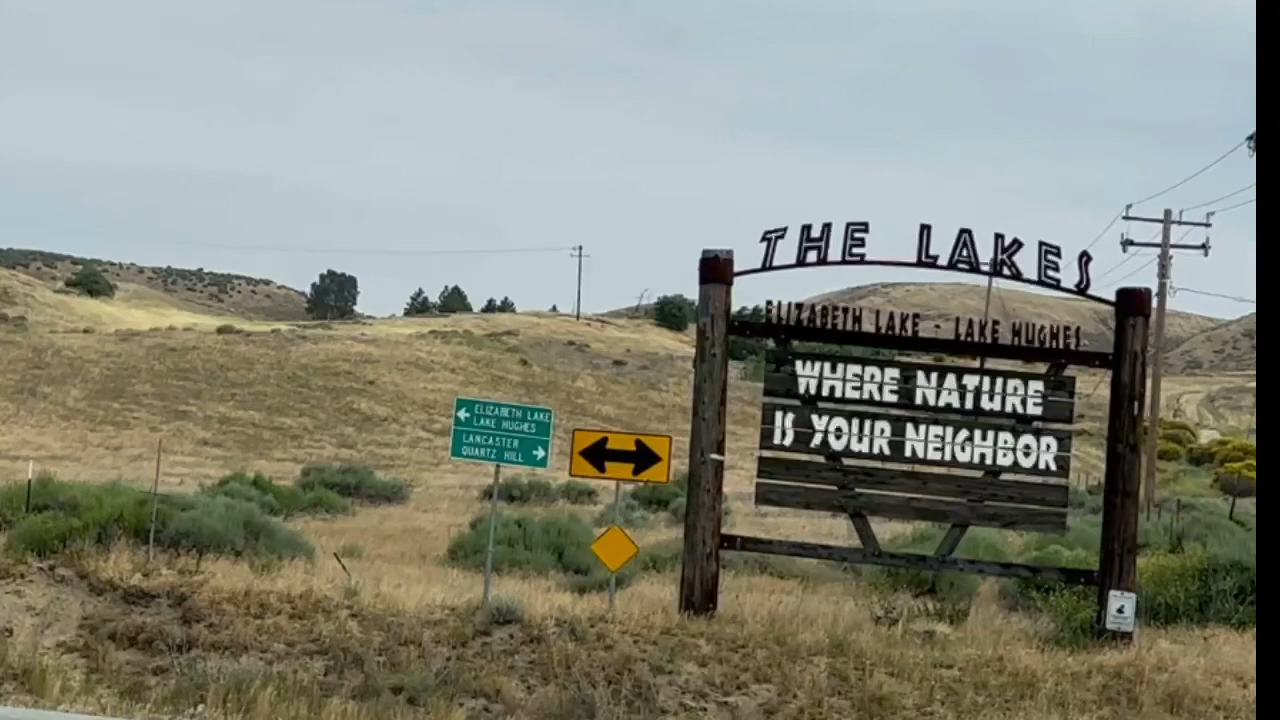 THE LAKES
ELIZABETH LAKE - LAKE HUGHES
WHERE NATURE
IS YOUR NEIGHBOR
ELIZABETH LAKE
LAKE HUGHES
LANCASTER
QUARTZ HILL